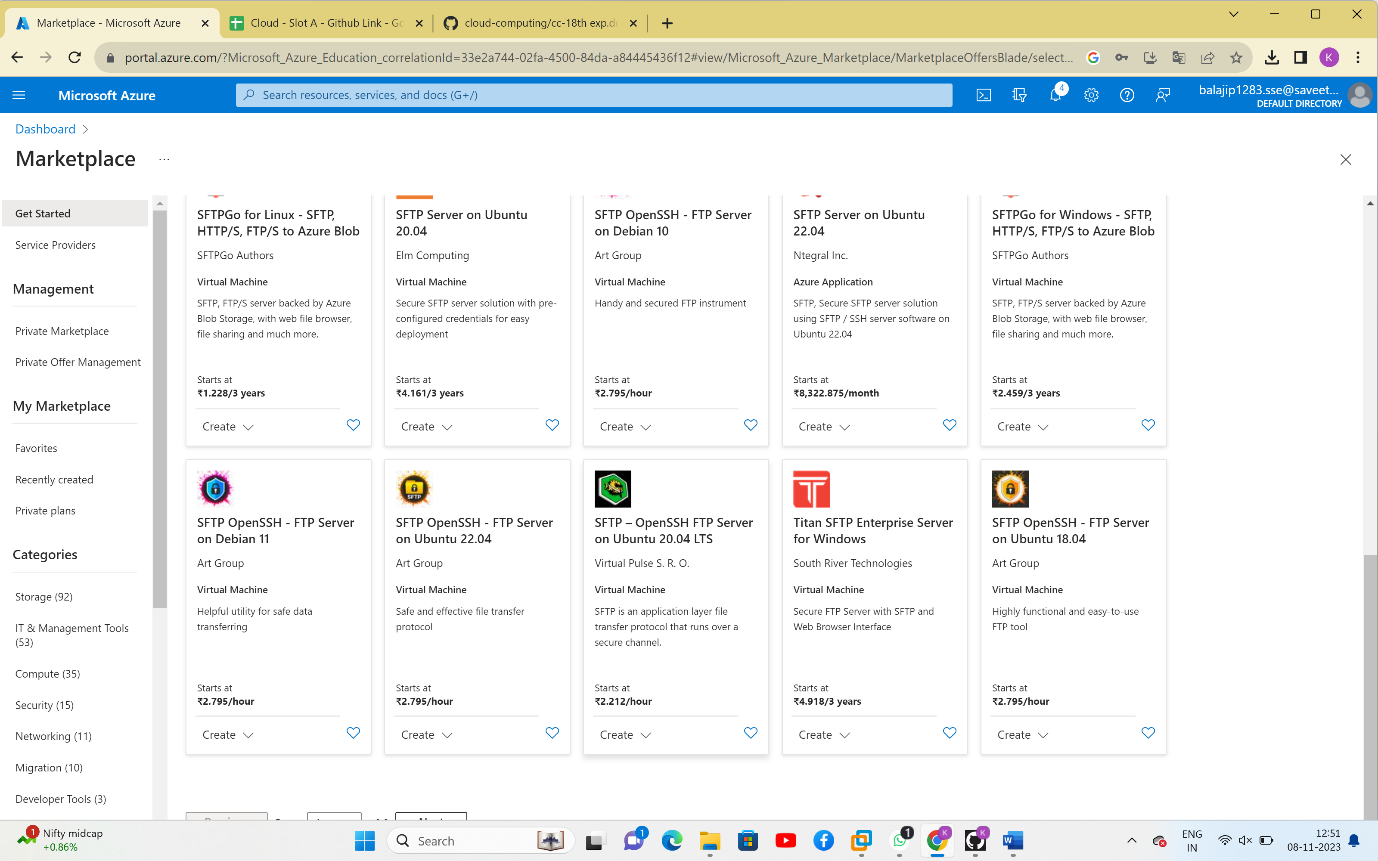 Marketplace - Microsoft Azure
Cloud - Slot A - Github Link - Go
cloud-computing/cc-18th exp.d
portal.azure.com/?Microsoft_Azure_Education_correlationId=33e2a744-02fa-4500-84da-a84445436f12#view/Microsoft_Azure_Marketplace/MarketplaceOffersBlade/select...
K
Microsoft Azure
Search resources, services, and docs (G+/)
4
balajip1283.sse@saveet...
DEFAULT DIRECTORY
Dashboard
Marketplace
...
Get Started
Service Providers
Management
Private Marketplace
Private Offer Management
My Marketplace
Favorites
Recently created
Private plans
Categories
Storage (92)
IT & Management Tools
(53)
Compute (35)
Security (15)
Networking (11)
Migration (10)
Developer Tools (3)
SFTPGo for Linux - SFTP,
HTTP/S, FTP/S to Azure Blob
SFTPGo Authors
Virtual Machine
SFTP, FTP/S server backed by Azure
Blob Storage, with web file browser,
file sharing and much more.
Starts at
₹1.228/3 years
Create
SFTP Server on Ubuntu
20.04
Elm Computing
Virtual Machine
Secure SFTP server solution with pre-
configured credentials for easy
deployment
Starts at
₹4.161/3 years
Create
SFTP OpenSSH - FTP Server
on Debian 10
Art Group
Virtual Machine
Handy and secured FTP instrument
Starts at
₹2.795/hour
Create
SFTP Server on Ubuntu
22.04
Ntegral Inc.
Azure Application
SFTP, Secure SFTP server solution
using SFTP / SSH server software on
Ubuntu 22.04
Starts at
₹8,322.875/month
Create
SFTPGo for Windows - SFTP,
HTTP/S, FTP/S to Azure Blob
SFTPGo Authors
Virtual Machine
SFTP, FTP/S server backed by Azure
Blob Storage, with web file browser,
file sharing and much more.
Starts at
₹2.459/3 years
Create
SFTP OpenSSH - FTP Server
on Debian 11
Art Group
Virtual Machine
Helpful utility for safe data
transferring
Starts at
₹2.795/hour
Create
SFTP
SFTP OpenSSH - FTP Server
on Ubuntu 22.04
Art Group
Virtual Machine
Safe and effective file transfer
protocol
Starts at
₹2.795/hour
Create
SFTP – OpenSSH FTP Server
on Ubuntu 20.04 LTS
Virtual Pulse S. R. O.
Virtual Machine
SFTP is an application layer file
transfer protocol that runs over a
secure channel.
Starts at
₹2.212/hour
Create
Titan SFTP Enterprise Server
for Windows
South River Technologies
Virtual Machine
Secure FTP Server with SFTP and
Web Browser Interface
Starts at
₹4.918/3 years
Create
SFTP OpenSSH - FTP Server
on Ubuntu 18.04
Art Group
Virtual Machine
Highly functional and easy-to-use
FTP tool
Starts at
₹2.795/hour
Create
1
Nifty midcap
+0.86%
Search
1
1
K
K
ENG
IN
12:51
08-11-2023